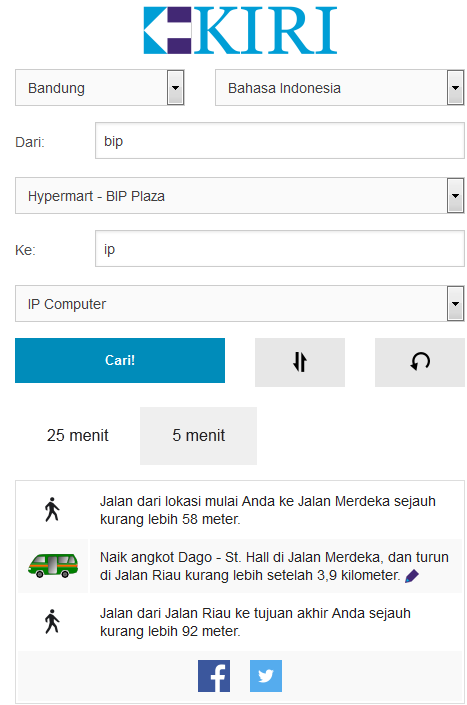 KIRI
Bandung
Bahasa Indonesia
Dari:
bip
Hypermart - BIP Plaza
Ke:
ip
IP Computer
Cari!
25 menit
5 menit
Jalan dari lokasi mulai Anda ke Jalan Merdeka sejauh
kurang lebih 58 meter.
Naik angkot Dago - St. Hall di Jalan Merdeka, dan turun
di Jalan Riau kurang lebih setelah 3,9 kilometer.
Jalan dari Jalan Riau ke tujuan akhir Anda sejauh
kurang lebih 92 meter.